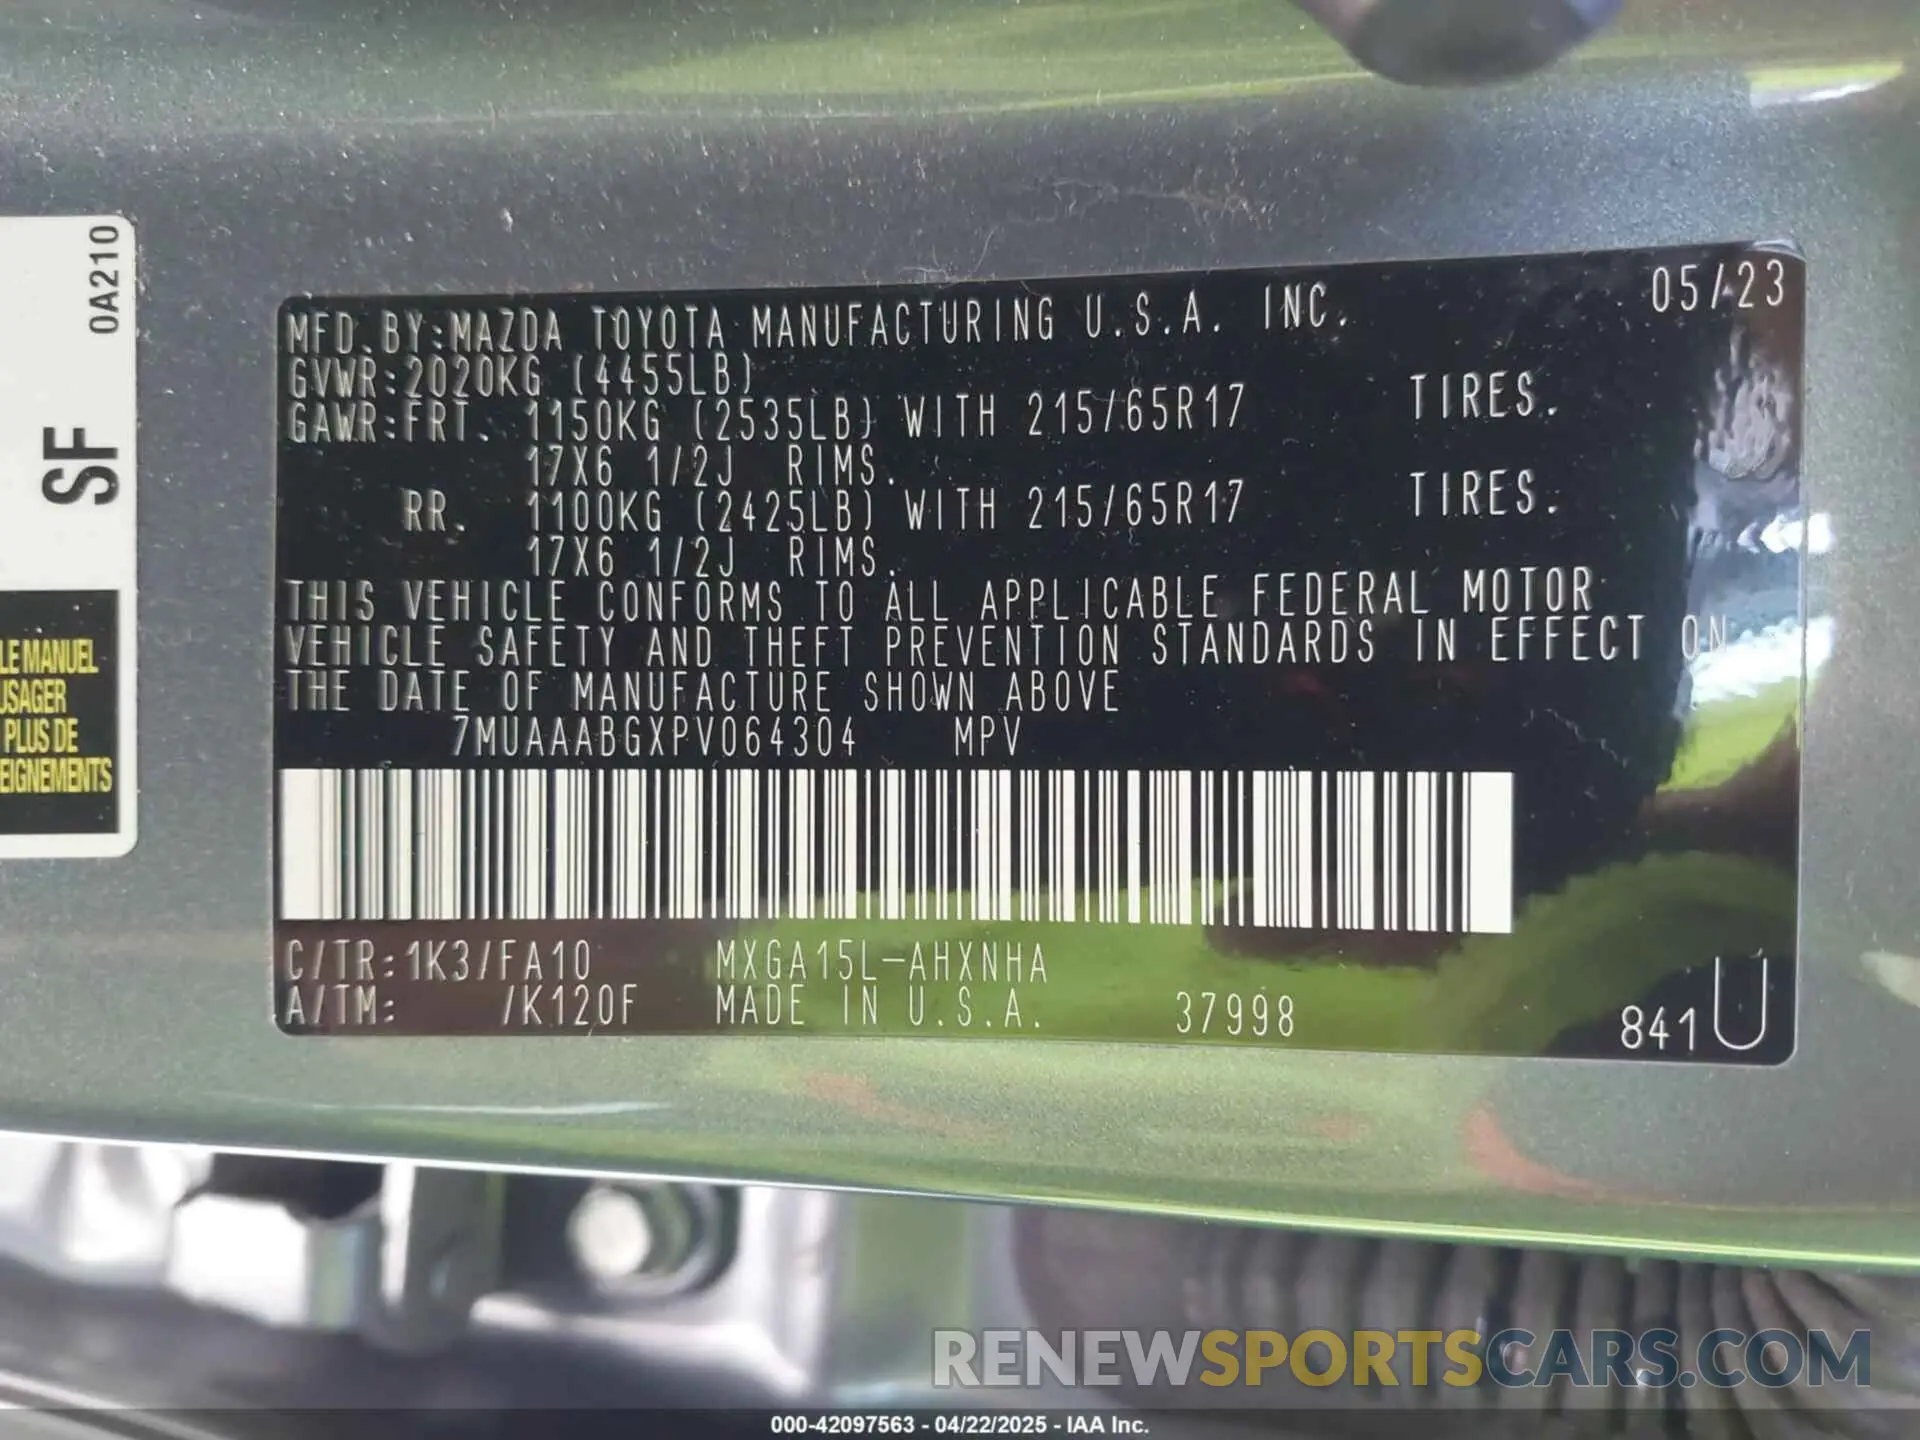 0A210
SF
LE MANUEL
USAGER
PLUS DE
EIGNEMENTS
05/23
MFD.BY:MAZDA TOYOTA MANUFACTURING U.S.A. INC.
GVWR:2020KG (4455LB)
GAWR:FRT. 1150KG (2535LB) WITH 215/65R17 TIRES.
17X6 1/2J RIMS.
RR. 1100KG (2425LB) WITH 215/65R17 TIRES.
17X6 1/2J RIMS.
THIS VEHICLE CONFORMS TO ALL APPLICABLE FEDERAL MOTOR
VEHICLE SAFETY AND THEFT PREVENTION STANDARDS IN EFFECT ON
THE DATE OF MANUFACTURE SHOWN ABOVE
7MUAAABGXPV064304 MPV
C/TR:1K3/FA10 MXGA15L-AHXNHA
A/TM: /K120F MADE IN U.S.A. 37998 841U
RENEWSPORTSCARS.COM
000-42097563 - 04/22/2025 - IAA Inc.